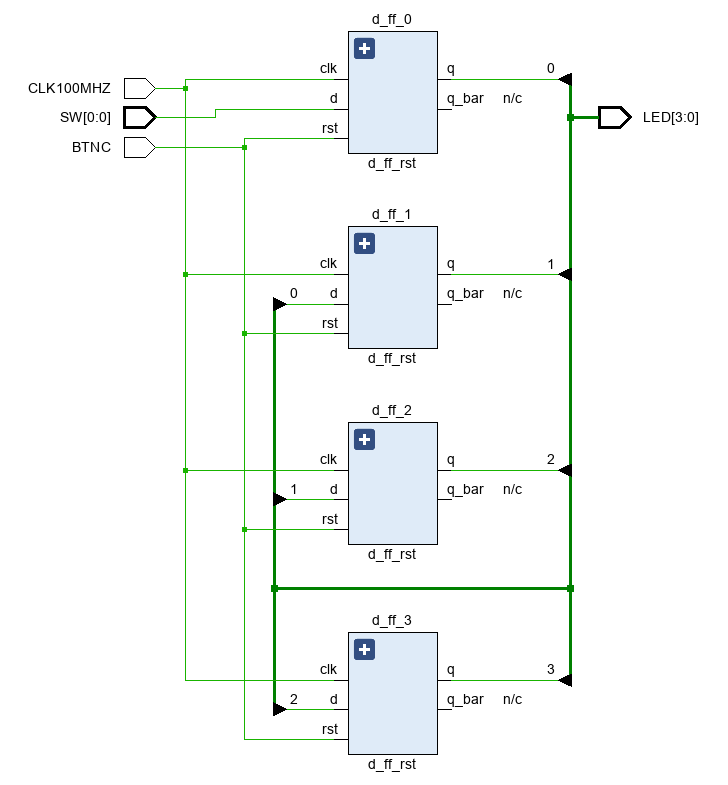 d_ff_0
CLK100MHZ
SW[0:0]
BTNC
clk
d
rst
q
q_bar n/c
0
LED[3:0]
d_ff_rst
d_ff_1
clk
0 d
rst
q
q_bar n/c
1
d_ff_rst
d_ff_2
clk
1 d
rst
q
q_bar n/c
2
d_ff_rst
d_ff_3
clk
2 d
rst
q
q_bar n/c
3
d_ff_rst